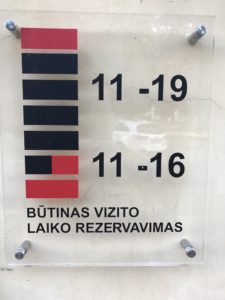 11 -19
11 -16
BŪTINAS VIZITO
LAIKO REZERVAVIMAS